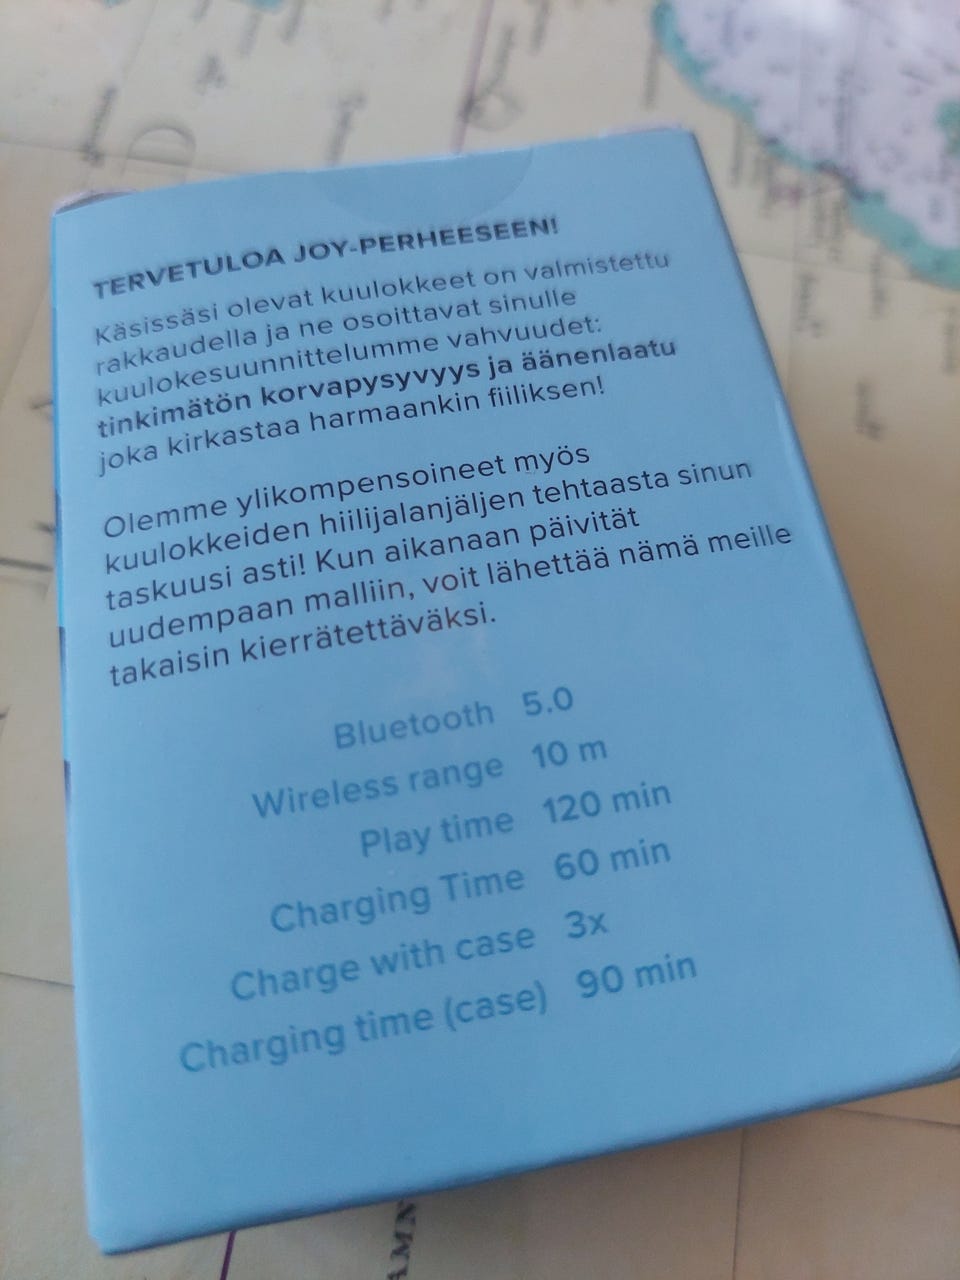 TERVETULOA JOY-PERHEESEEN!
Käsissäsi olevat kuulokkeet on valmistettu
rakkaudella ja ne osoittavat sinulle
kuulokesuunnittelumme vahvuudet:
tinkimätön korvapysyvyys ja äänenlaatu
joka kirkastaa harmaankin fiiliksen!
Olemme ylikompensoineet myös
kuulokkeiden hiilijalanjäljen tehtaasta sinun
taskuusi asti! Kun aikanaan päivität
uudempaan malliin, voit lähettää nämä meille
takaisin kierrätettäväksi.
Bluetooth 5.0
Wireless range 10 m
Play time 120 min
Charging Time 60 min
Charge with case 3x
Charging time (case) 90 min